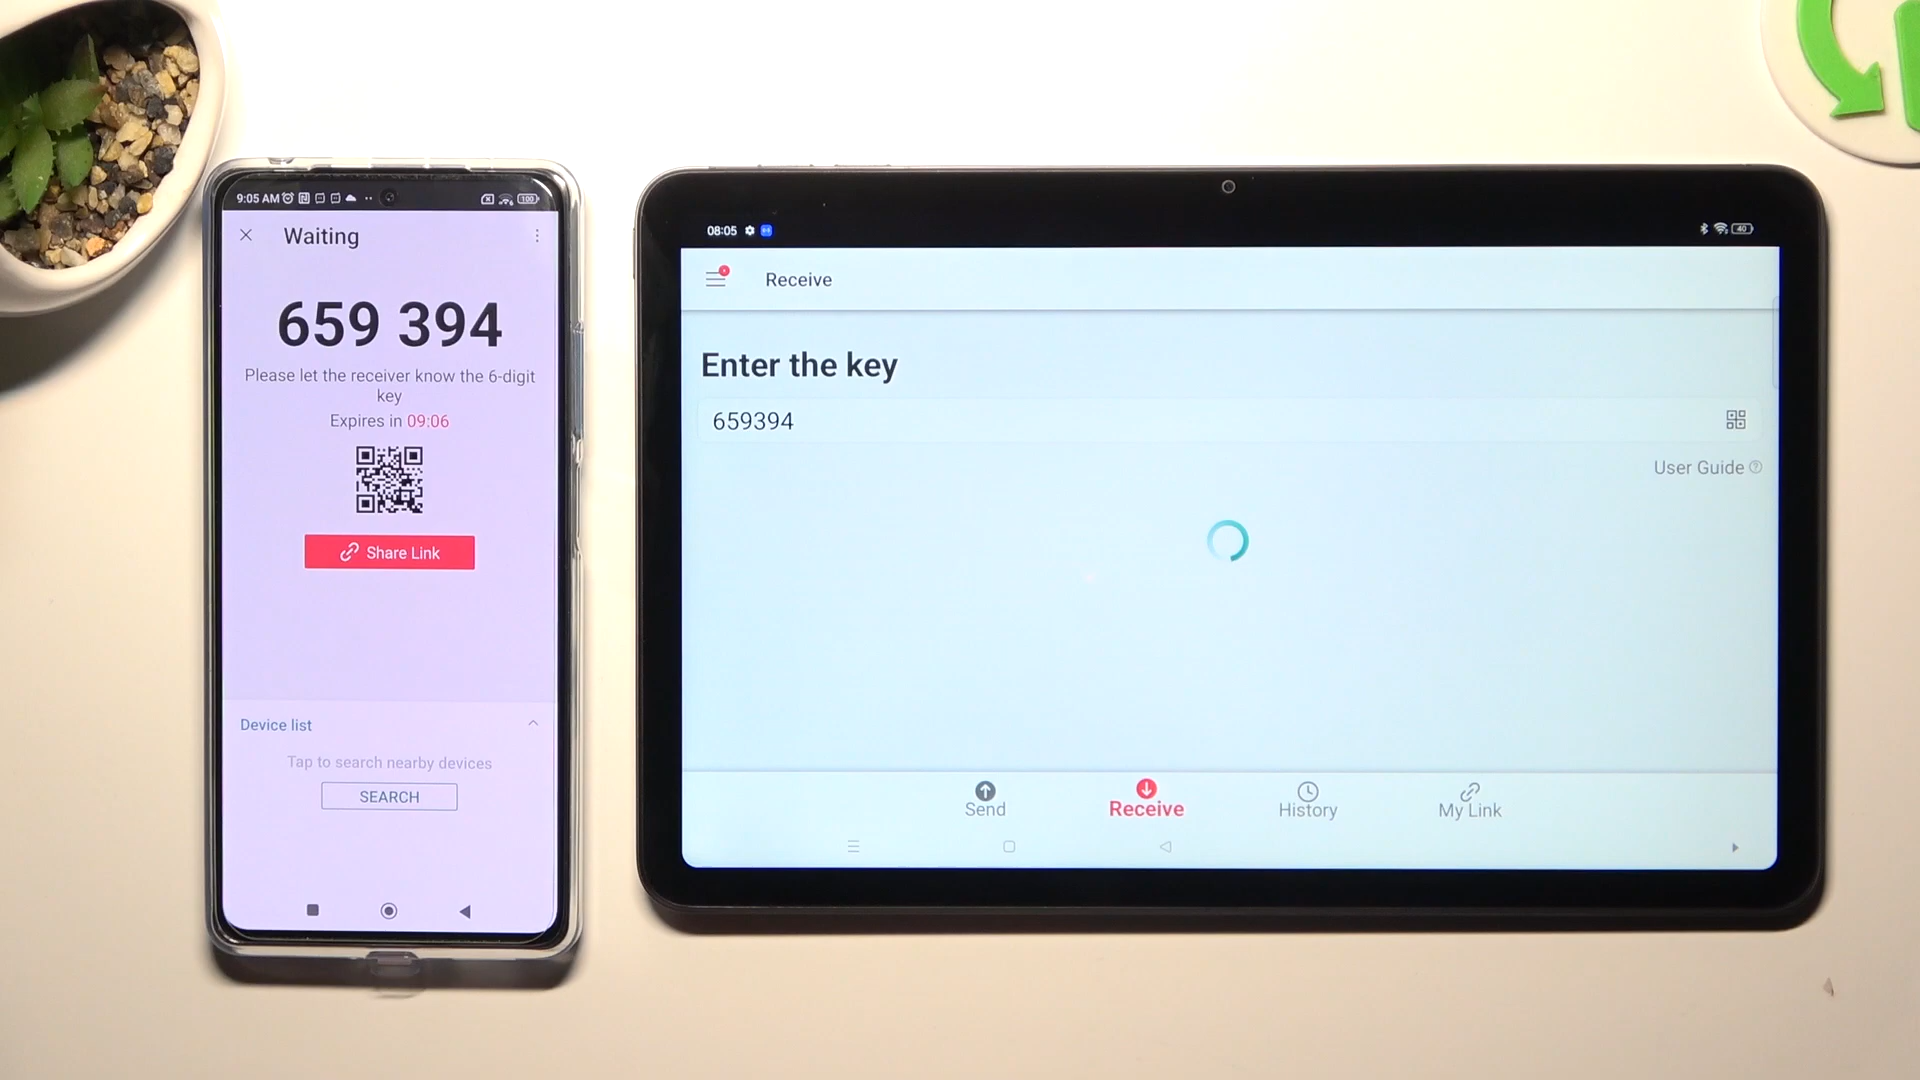 9:05 AM
100
Waiting
659 394
Please let the receiver know the 6-digit
key
Expires in 09:06
Share Link
Device list
Tap to search nearby devices
SEARCH
08:05
40
Receive
Enter the key
659394
User Guide
Send
Receive
History
My Link